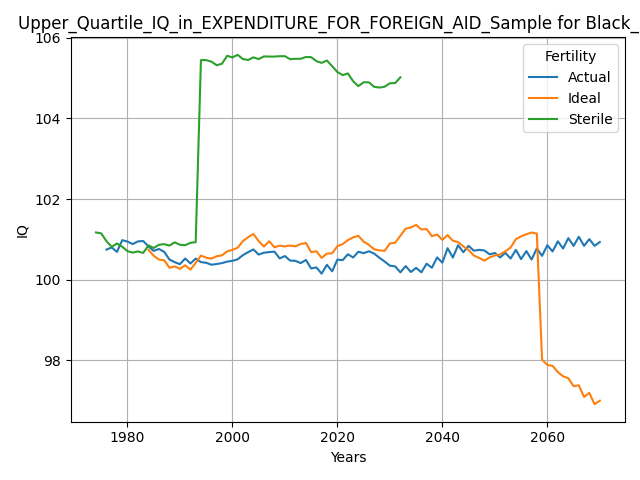 Upper_Quartile_IQ_in_EXPENDITURE_FOR_FOREIGN_AID_Sample for Black_
106
104
102
100
98
IQ
1980
2000
2020
2040
2060
Years
Fertility
Actual
Ideal
Sterile